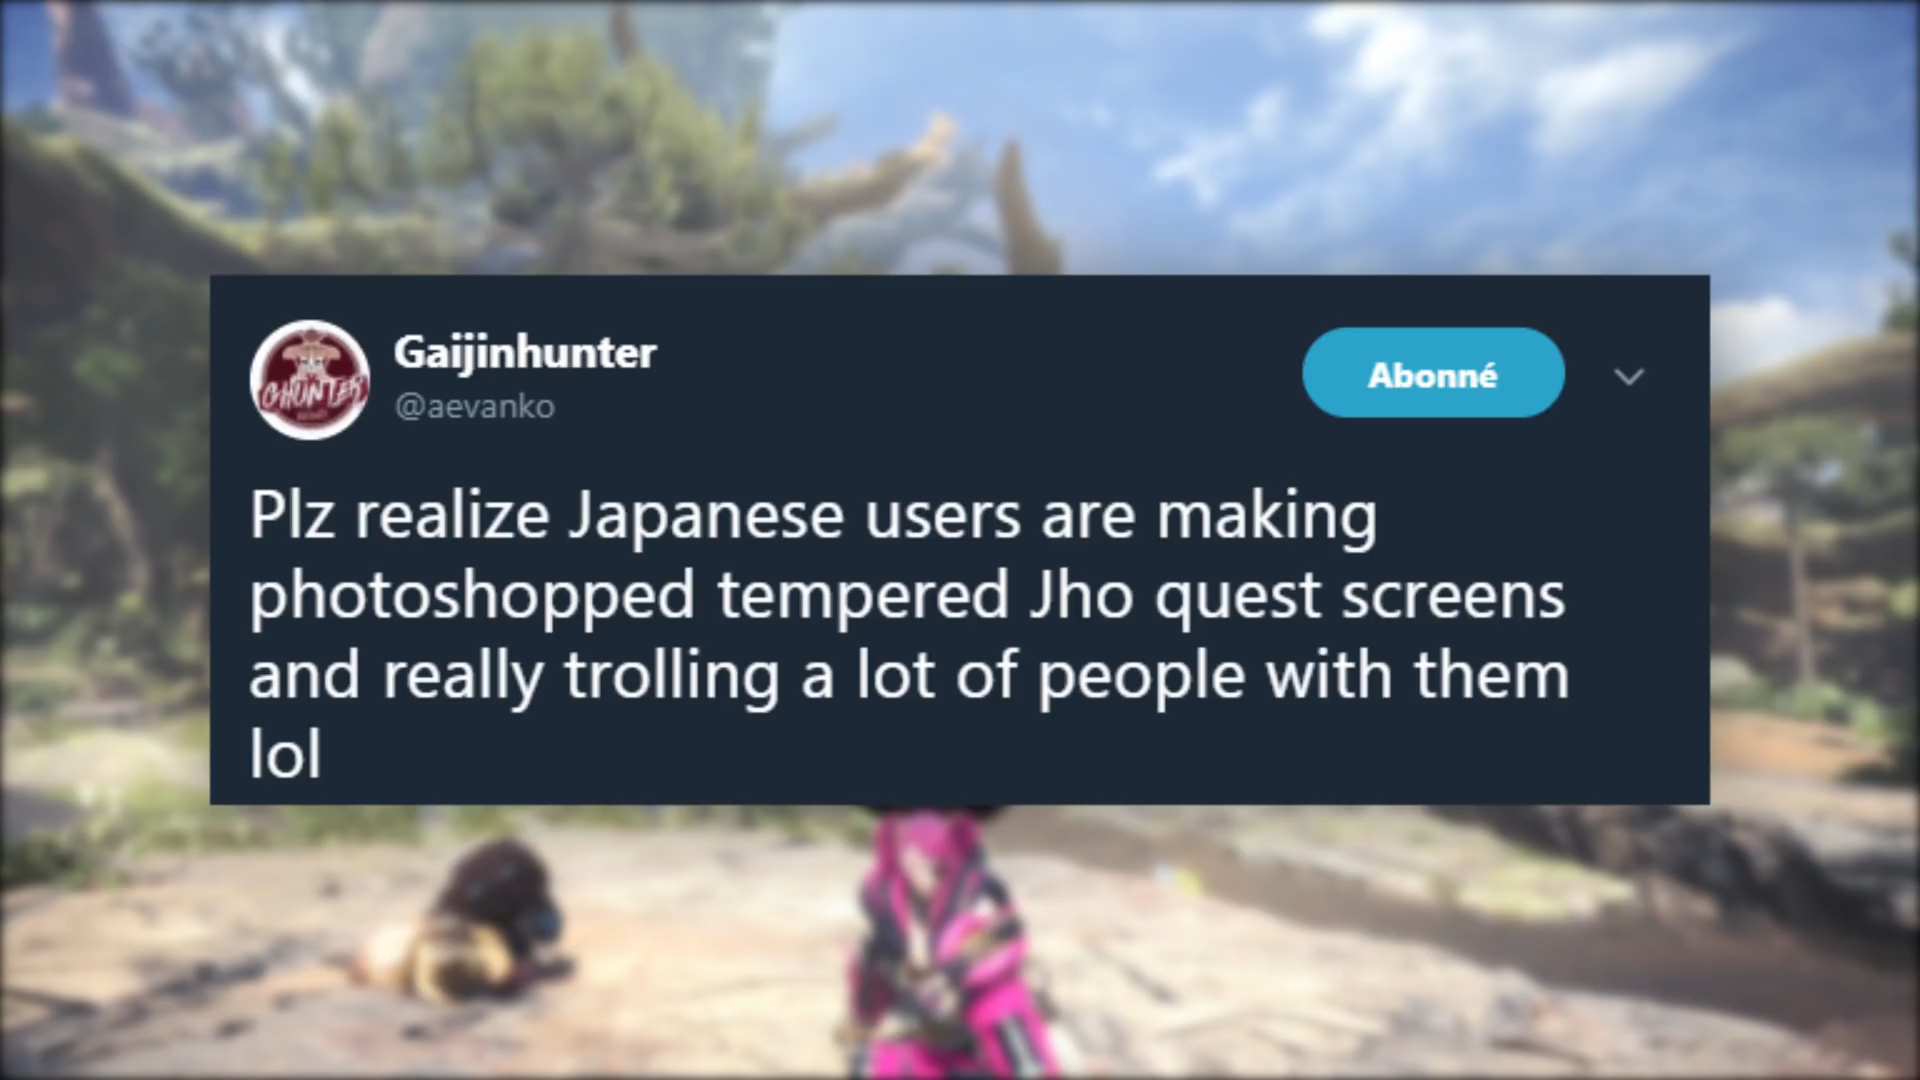 GHUNTER
Gaijinhunter
@aevanko
Abonné
Plz realize Japanese users are making
photoshopped tempered Jho quest screens
and really trolling a lot of people with them
lol